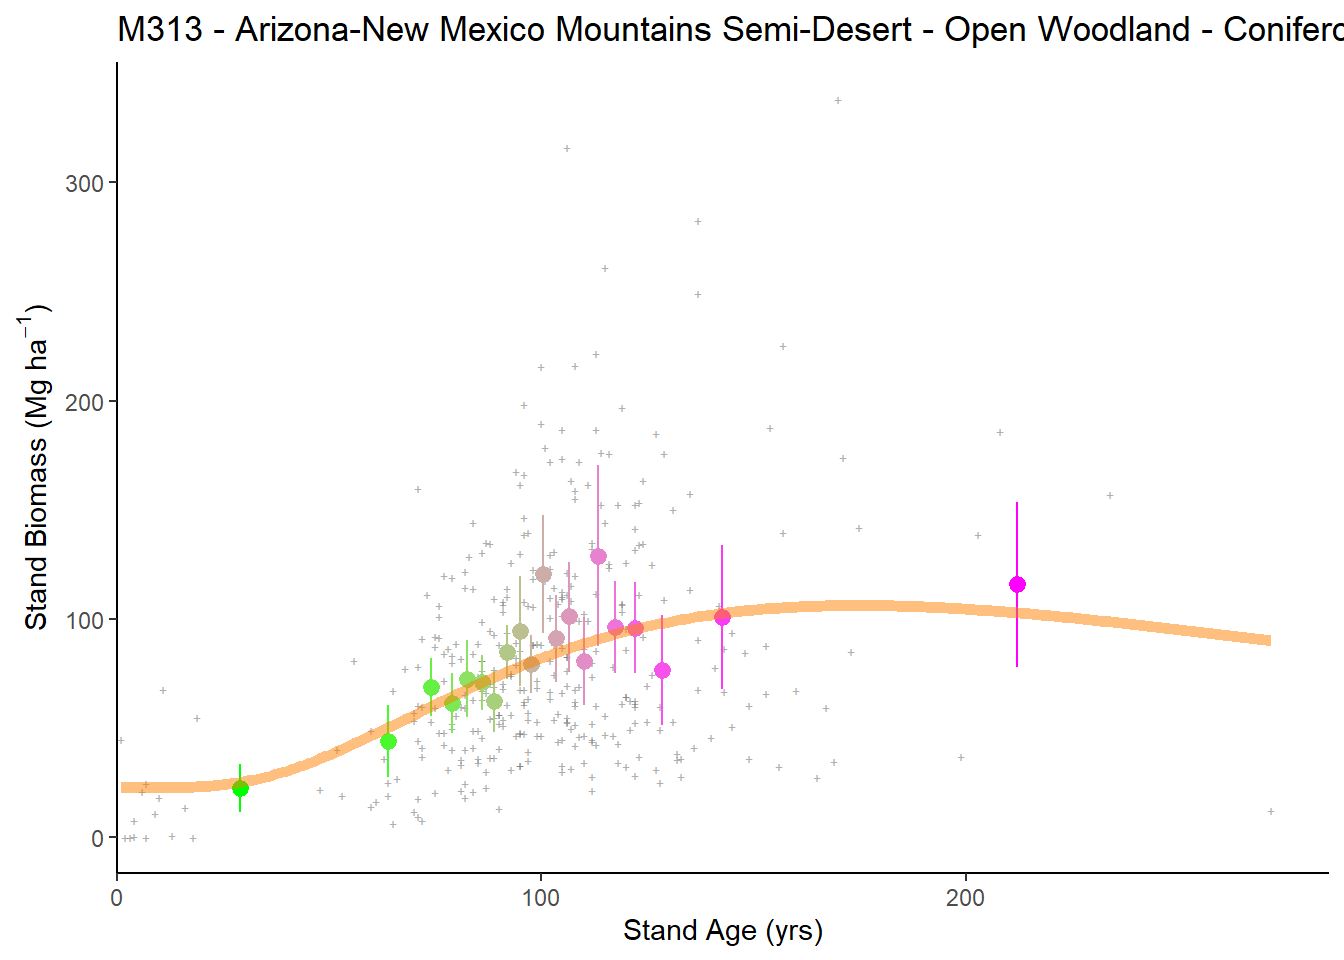 M313 - Arizona-New Mexico Mountains Semi-Desert - Open Woodland - Conifero
300
200
100
0
Stand Biomass (Mg ha⁻¹)
0 100 200
Stand Age (yrs)